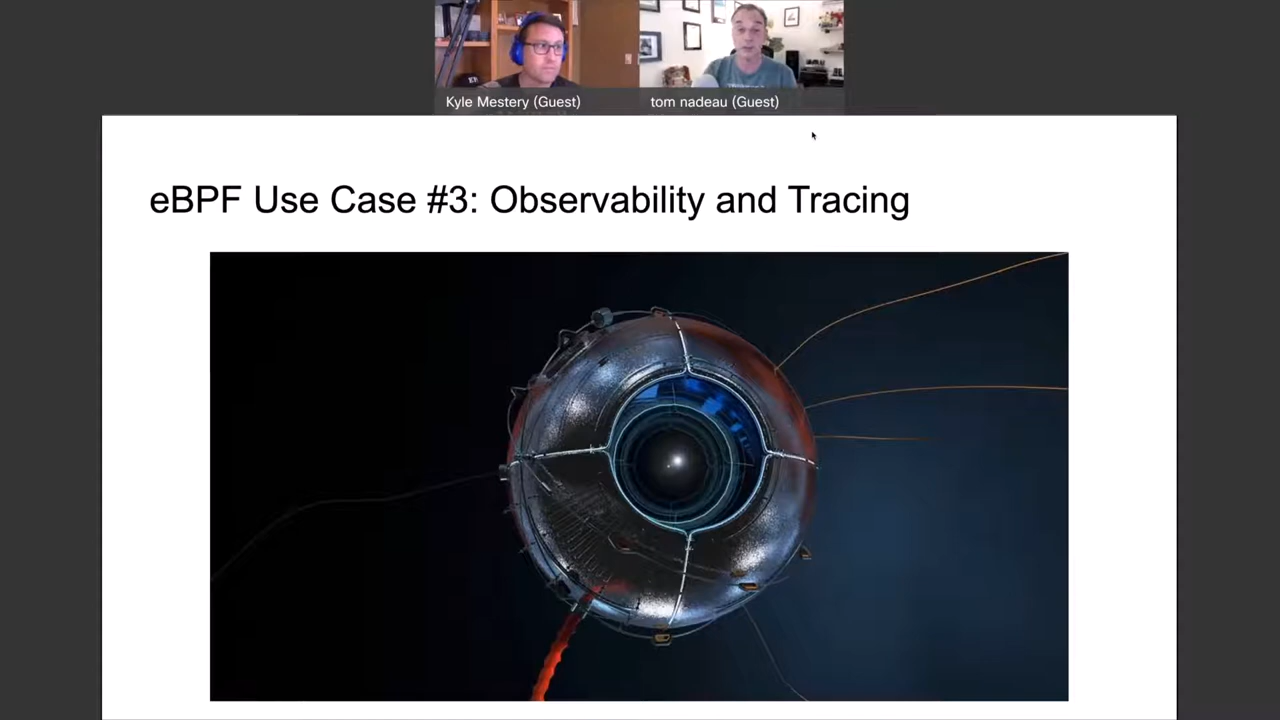 Kyle Mestery (Guest)
tom nadeau (Guest)
eBPF Use Case #3: Observability and Tracing